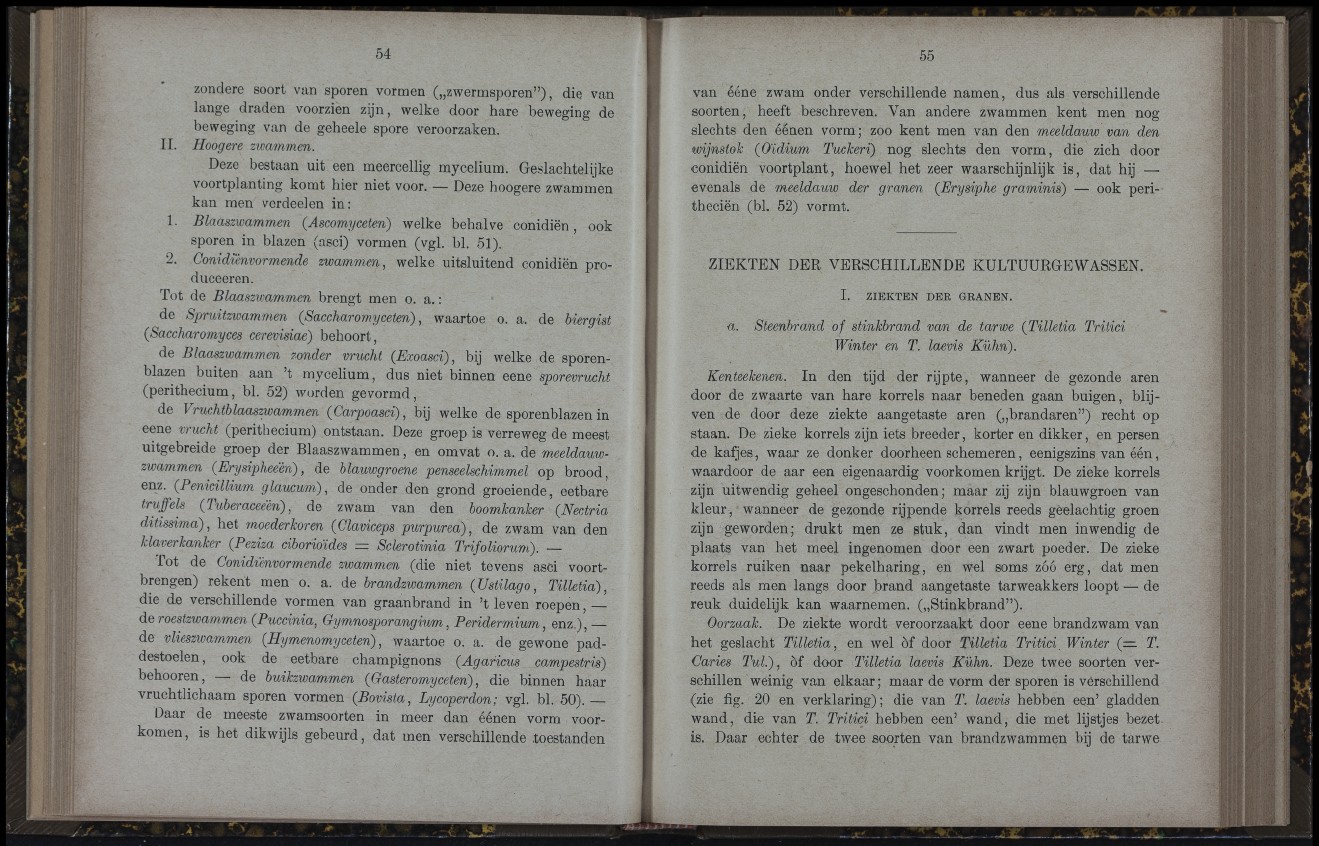 54
zondere soort van sporen vormen („zwermsporen”), die van
lange draden voorzien zijn, welke door hare beweging de
beweging van de geheele spore veroorzaken.
II. Hoogere zwammen.
Deze bestaan uit een meercellig mycelium. Geslachtelijke
voortplanting komt hier niet voor. — Deze hoogere zwammen
kan men verdeelen in:
1. Blaaszwammen (Ascomyceten) welke behalve conidiën, ook
sporen in blazen (asci) vormen (vgl. bl. 51).
2. Conidiënvormende zwammen, welke uitsluitend conidiën pro-
duceeren.
Tot de Blaaszwammen brengt men o. a.:
de Spruitzwammen (Saccharomyceten), waartoe o. a. de biergist
(Saccharomyces cerevisiae) behoort,
de Blaaszwammen zonder vrucht (Exoasci), bij welke de sporen-
blazen buiten aan 't mycelium, dus niet binnen eene sporevrucht
(perithecium, bl. 52) worden gevormd,
de Vruchtblaaszwammen (Carpoasci), bij welke de sporenblazen in
eene vrucht (perithecium) ontstaan. Deze groep is verreweg de meest
uitgebreide groep der Blaaszwammen, en omvat o. a. de meeldauw-
zwammen (Erysipheeën), de blauwgroene penseelschimmel op brood,
enz. (Penicillium glaucum), de onder den grond groeiende, eetbare
truffels (Tuberaceeën), de zwam van den boomkanker (Nectria
ditissima), het moederkoren (Claviceps purpurea), de zwam van den
klaverkanker (Peziza ciborioïdes = Sclerotinia Trifoliorum). —
Tot de Conidiënvormende zwammen (die niet tevens asci voort-
brengen) rekent men o. a. de brandzwammen (Ustilago, Tilletia),
die de verschillende vormen van graanbrand in 't leven roepen, —
de roestzwammen (Puccinia, Gymnosporangium, Peridermium, enz.), —
de vlieszwammen (Hymenomyceten), waartoe o. a. de gewone pad-
destoelen, ook de eetbare champignons (Agaricus campestris)
behooren, — de buikzwammen (Gasteromyceten), die binnen haar
vruchtlichaam sporen vormen (Bovista, Lycoperdon; vgl. bl. 50). —
Daar de meeste zwamsoorten in meer dan éénen vorm voor-
komen, is het dikwijls gebeurd, dat men verschillende toestanden
55
van ééne zwam onder verschillende namen, dus als verschillende
soorten, heeft beschreven. Van andere zwammen kent men nog
slechts den éénen vorm; zoo kent men van den meeldauw van den
wijnstok (Oïdium Tuckeri) nog slechts den vorm, die zich door
conidiën voortplant, hoewel het zeer waarschijnlijk is, dat hij —
evenals de meeldauw der granen (Erysiphe graminis) — ook peri-
theciën (bl. 52) vormt.
ZIEKTEN DER VERSCHILLENDE KULTUURGEWASSEN.
I. ZIEKTEN DER GRANEN.
a. Steenbrand of stinkbrand van de tarwe (Tilletia Tritici
Winter en T. laevis Kühn).
Kenteekenen. In den tijd der rijpte, wanneer de gezonde aren
door de zwaarte van hare korrels naar beneden gaan buigen, blij-
ven de door deze ziekte aangetaste aren („brandaren”) recht op
staan. De zieke korrels zijn iets breeder, korter en dikker, en persen
de kafjes, waar ze donker doorheen schemeren, eenigszins van één,
waardoor de aar een eigenaardig voorkomen krijgt. De zieke korrels
zijn uitwendig geheel ongeschonden; maar zij zijn blauwgroen van
kleur, wanneer de gezonde rijpende korrels reeds geelachtig groen
zijn geworden; drukt men ze stuk, dan vindt men inwendig de
plaats van het meel ingenomen door een zwart poeder. De zieke
korrels ruiken naar pekelharing, en wel soms zóó erg, dat men
reeds als men langs door brand aangetaste tarweakkers loopt — de
reuk duidelijk kan waarnemen. („Stinkbrand”).
Oorzaak. De ziekte wordt veroorzaakt door eene brandzwam van
het geslacht Tilletia, en wel òf door Tilletia Tritici Winter (= T.
Caries Tul.), òf door Tilletia laevis Kühn. Deze twee soorten ver-
schillen weinig van elkaar; maar de vorm der sporen is verschillend
(zie fig. 20 en verklaring); die van T. laevis hebben een' gladden
wand, die van T. Tritici hebben een' wand, die met lijstjes bezet
is. Daar echter de twee soorten van brandzwammen bij de tarwe